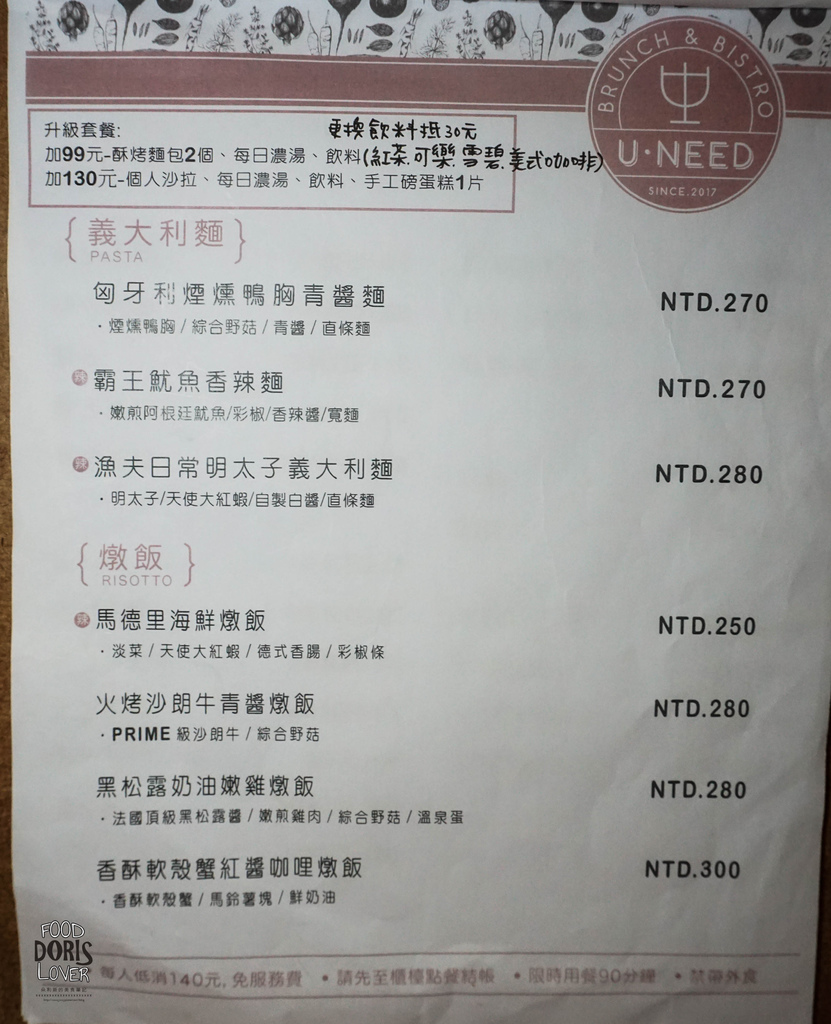 BRUNCH & BISTRO
U·NEED
SINCE.2017
升級套餐:
更換飲料抵30元
加99元-酥烤麵包2個、每日濃湯、飲料(紅茶.可樂.雪碧.美式咖啡)
加130元-個人沙拉、每日濃湯、飲料、手工磅蛋糕1片
{義大利麵}
PASTA
匈牙利煙燻鴨胸青醬麵 NTD.270
·煙燻鴨胸/綜合野菇/青醬/直條麵
辣 霸王魷魚香辣麵 NTD.270
·嫩煎阿根廷魷魚/彩椒/香辣醬/寬麵
辣 漁夫日常明太子義大利麵 NTD.280
·明太子/天使大紅蝦/自製白醬/直條麵
{燉飯}
RISOTTO
辣 馬德里海鮮燉飯 NTD.250
·淡菜/天使大紅蝦/德式香腸/彩椒條
火烤沙朗牛青醬燉飯 NTD.280
·PRIME級沙朗牛/綜合野菇
黑松露奶油嫩雞燉飯 NTD.280
·法國頂級黑松露醬/嫩煎雞肉/綜合野菇/溫泉蛋
香酥軟殼蟹紅醬咖哩燉飯 NTD.300
·香酥軟殼蟹/馬鈴薯塊/鮮奶油
每人低消140元, 免服務費 •請先至櫃檯點餐結帳 •限時用餐90分鐘 •禁帶外食
FOOD
DORIS
LOVER